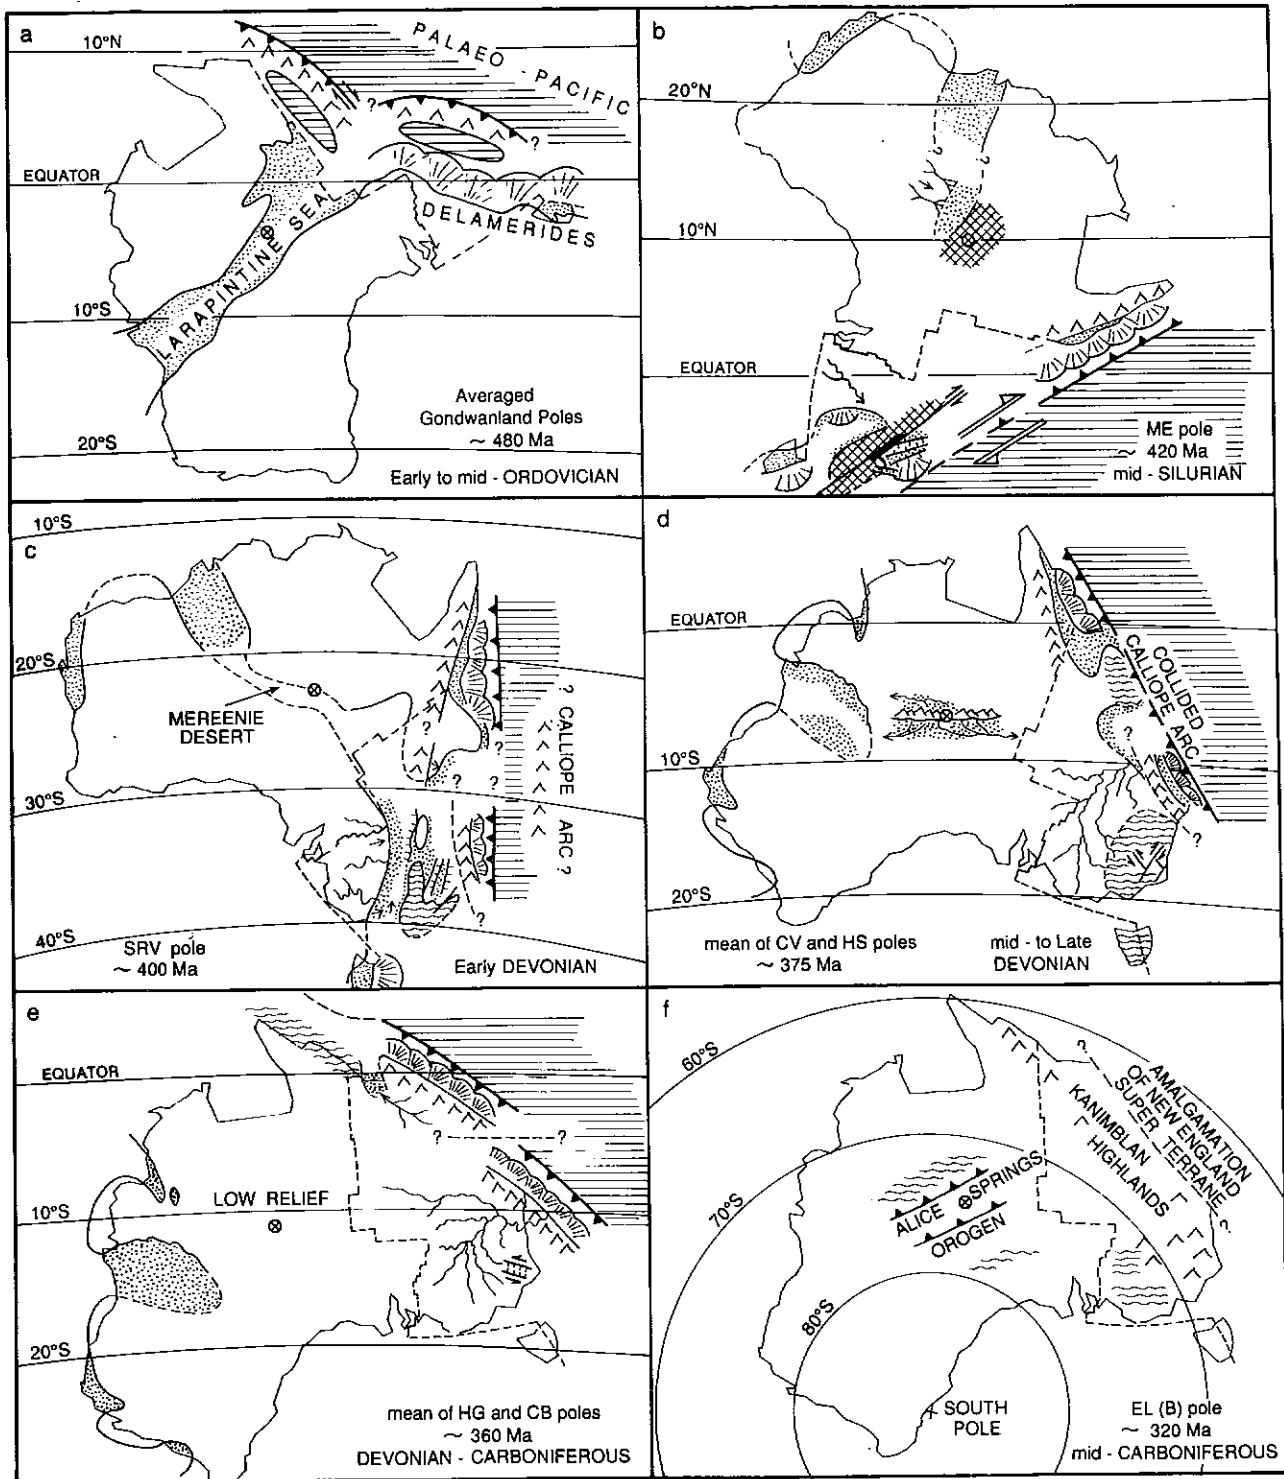 a
10°N
PALAEO - PACIFIC
?
?
EQUATOR
DELAMERIDES
LARAPINTINE SEA
10°S
Averaged
Gondwanland Poles
~ 480 Ma
20°S
Early to mid - ORDOVICIAN
b
20°N
?
?
10°N
EQUATOR
ME pole
~ 420 Ma
mid - SILURIAN
10°S
c
20°S
MEREENIE
DESERT
?
?
?
?
?
30°S
? CALLIOPE ARC ?
?
40°S
SRV pole
~ 400 Ma
Early DEVONIAN
d
EQUATOR
COLLIDED
CALLIOPE ARC
?
10°S
?
20°S
mean of CV and HS poles
~ 375 Ma
mid - to Late
DEVONIAN
e
EQUATOR
?
?
LOW RELIEF
10°S
20°S
mean of HG and CB poles
~ 360 Ma
DEVONIAN - CARBONIFEROUS
f
60°S
?
AMALGAMATION
OF NEW ENGLAND
SUPER TERRANE
KANIMBLAN
HIGHLANDS
?
70°S
ALICE SPRINGS
OROGEN
80°S
SOUTH
POLE
EL (B) pole
~ 320 Ma
mid - CARBONIFEROUS